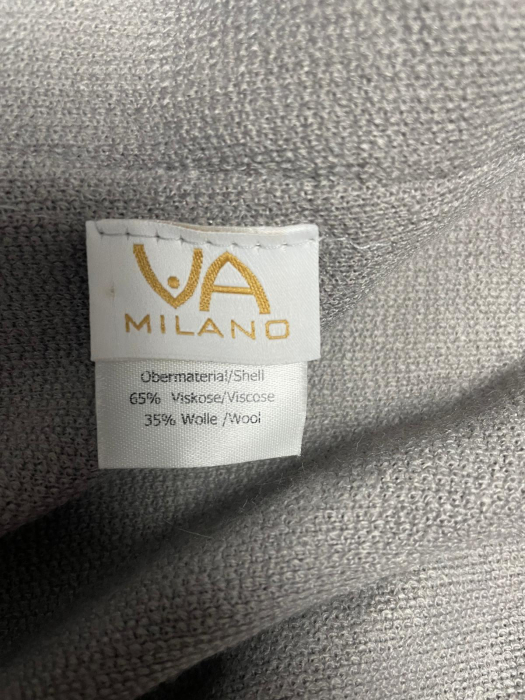 VA
MILANO
Obermaterial/Shell
65% Viskose/Viscose
35% Wolle /Wool